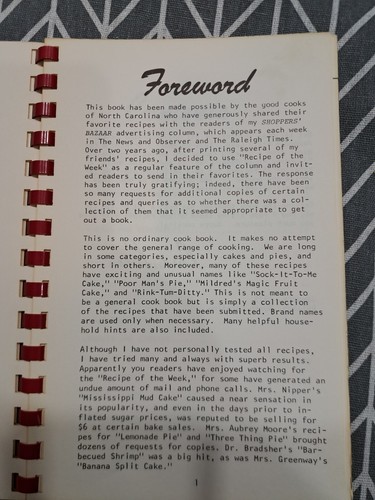 Foreword
This book has been made possible by the good cooks
of North Carolina who have generously shared their
favorite recipes with the readers of my SHOPPERS'
BAZAAR advertising column, which appears each week
in The News and Observer and The Raleigh Times.
Over two years ago, after printing several of my
friends' recipes, I decided to use "Recipe of the
Week" as a regular feature of the column and invit-
ed readers to send in their favorites. The response
has been truly gratifying; indeed, there have been
so many requests for additional copies of certain
recipes and queries as to whether there was a col-
lection of them that it seemed appropriate to get
out a book.
This is no ordinary cook book. It makes no attempt
to cover the general range of cooking. We are long
in some categories, especially cakes and pies, and
short in others. Moreover, many of these recipes
have exciting and unusual names like "Sock-It-To-Me
Cake," "Poor Man's Pie," "Mildred's Magic Fruit
Cake," and "Rink-Tum-Ditty." This is not meant to
be a general cook book but is simply a collection
of the recipes that have been submitted. Brand names
are used only when necessary. Many helpful house-
hold hints are also included.
Although I have not personally tested all recipes,
I have tried many and always with superb results.
Apparently you readers have enjoyed watching for
the "Recipe of the Week," for some have generated an
undue amount of mail and phone calls. Mrs. Nipper's
"Mississippi Mud Cake" caused a near sensation in
its popularity, and even in the days prior to in-
flated sugar prices, was reputed to be selling for
$6 at certain bake sales. Mrs. Aubrey Moore's reci-
pes for "Lemonade Pie" and "Three Thing Pie" brought
dozens of requests for copies. Dr. Bradsher's "Bar-
becued Shrimp" was a big hit, as was Mrs. Greenway's
"Banana Split Cake."
1